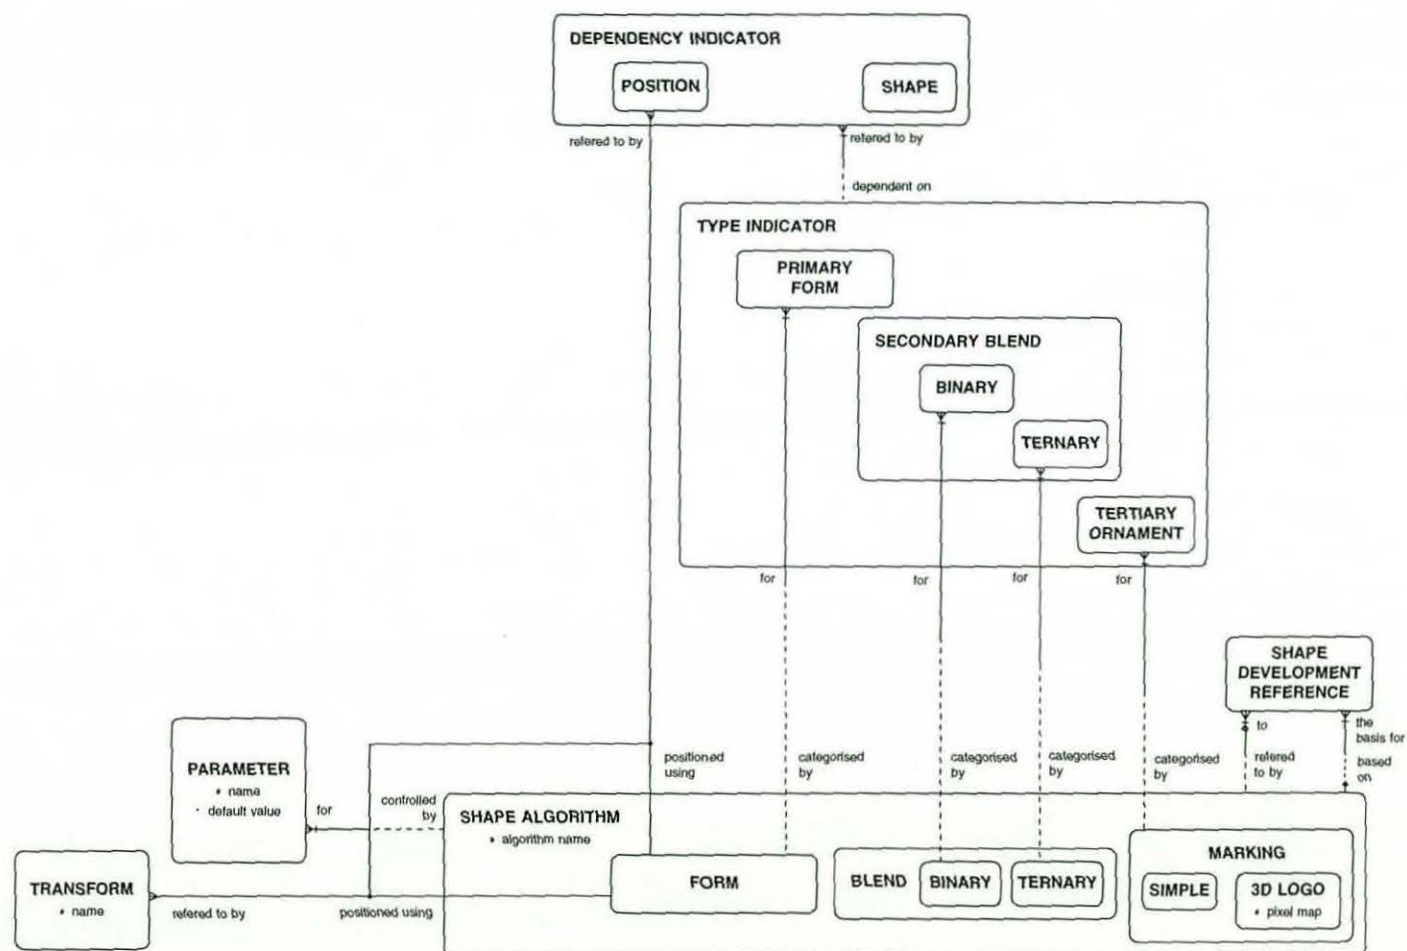 DEPENDENCY INDICATOR
POSITION
SHAPE
refered to by
refered to by
dependent on
TYPE INDICATOR
PRIMARY
FORM
SECONDARY BLEND
BINARY
TERNARY
TERTIARY
ORNAMENT
for
for
for
for
SHAPE
DEVELOPMENT
REFERENCE
to
the
basis for
refered
to by
based
on
positioned
using
categorised
by
categorised
by
categorised
by
categorised
by
PARAMETER
* name
* default value
for
controlled
by
SHAPE ALGORITHM
* algorithm name
TRANSFORM
* name
refered to by
positioned using
FORM
BLEND
BINARY
TERNARY
MARKING
SIMPLE
3D LOGO
* pixel map